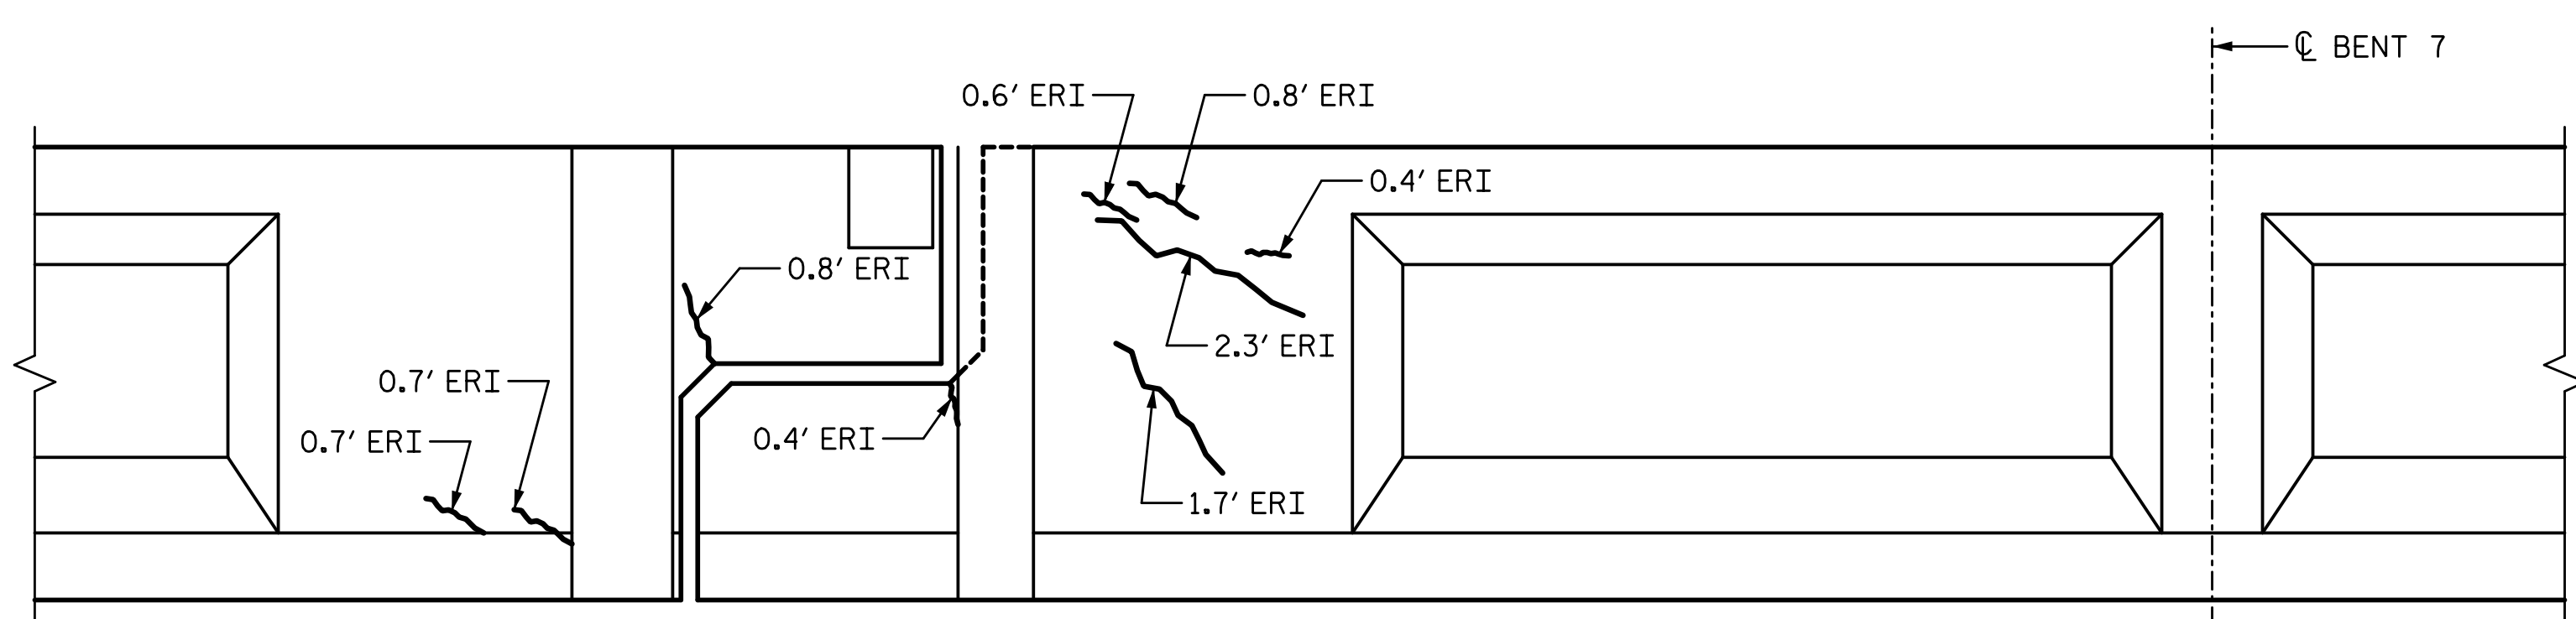 ℄ BENT 7
0.6' ERI
0.8' ERI
0.4' ERI
0.8' ERI
2.3' ERI
0.7' ERI
0.7' ERI
0.4' ERI
1.7' ERI